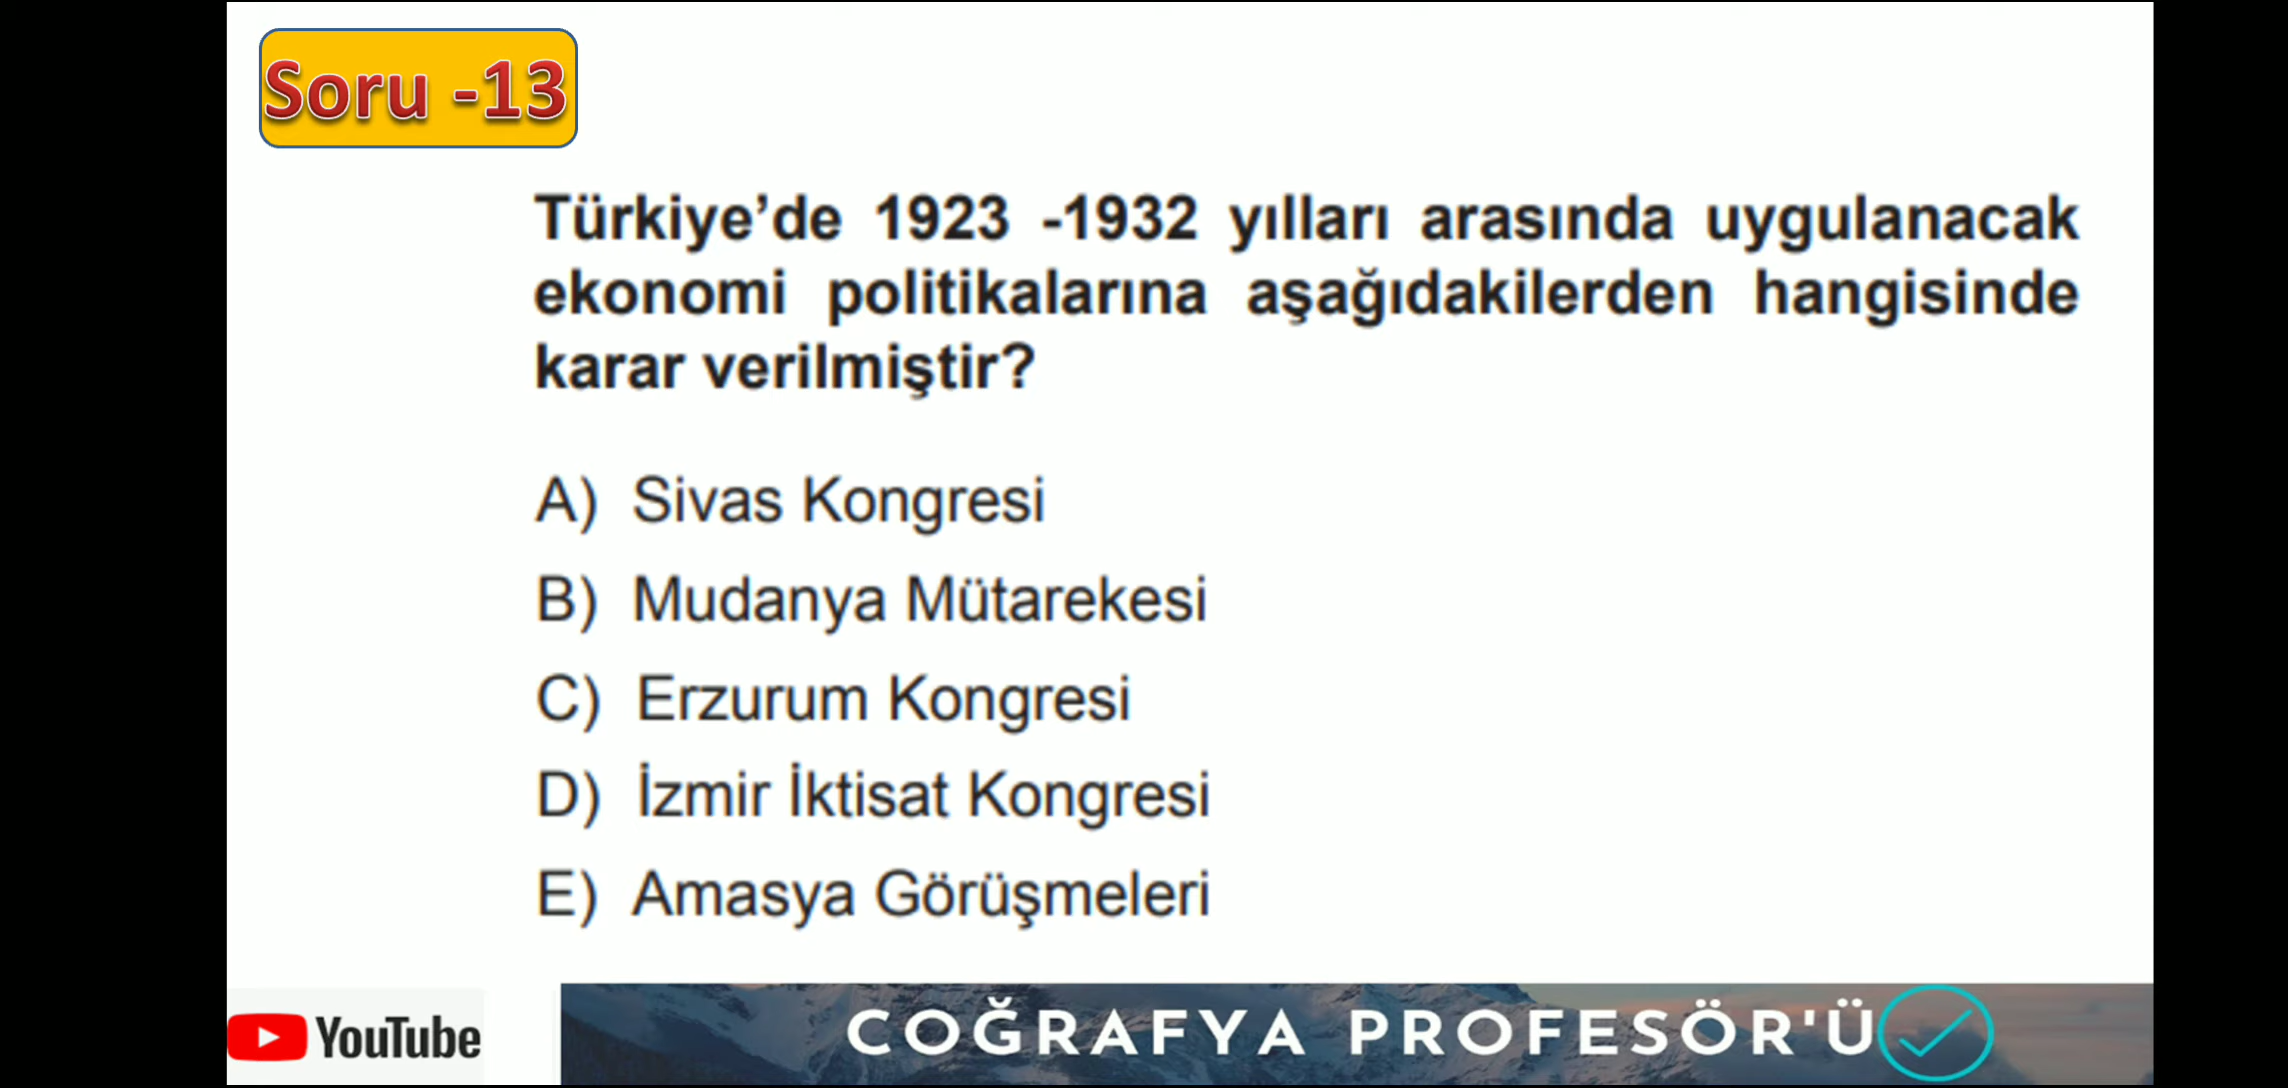 Soru -13
Türkiye'de 1923 -1932 yılları arasında uygulanacak
ekonomi politikalarına aşağıdakilerden hangisinde
karar verilmiştir?
A) Sivas Kongresi
B) Mudanya Mütarekesi
C) Erzurum Kongresi
D) İzmir İktisat Kongresi
E) Amasya Görüşmeleri
YouTube
COĞRAFYA PROFESÖR'Ü